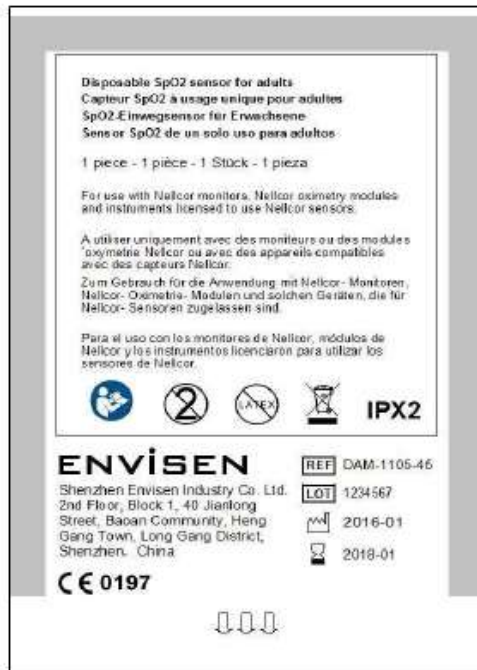 Disposable SpO2 sensor for adults
Capteur SpO2 à usage unique pour adultes
SpO2-Einwegsensor für Erwachsene
Sensor SpO2 de un solo uso para adultos
1 piece - 1 pièce - 1 Stück - 1 pieza
For use with Nellcor monitors, Nellcor oximetry modules
and instruments licensed to use Nellcor sensors.
A utiliser uniquement avec des moniteurs ou des modules
'oxymetrie Nellcor ou avec des appareils compatibles
avec des capteurs Nellcor.
Zum Gebrauch für die Anwendung mit Nellcor- Monitoren,
Nellcor- Oximetrie- Modulen und solchen Geräten, die für
Nellcor- Sensoren zugelassen sind.
Para el uso con los monitores de Nellcor, módulos de
Nellcor y los instrumentos licenciaron para utilizar los
sensores de Nellcor.
2
LATEX
IPX2
ENVİSEN
Shenzhen Envisen Industry Co. Ltd.
2nd Floor, Block 1, 40 Jianlong
Street, Baoan Community, Heng
Gang Town, Long Gang District,
Shenzhen, China
CE 0197
REF DAM-1105-45
LOT 1234567
2016-01
2018-01